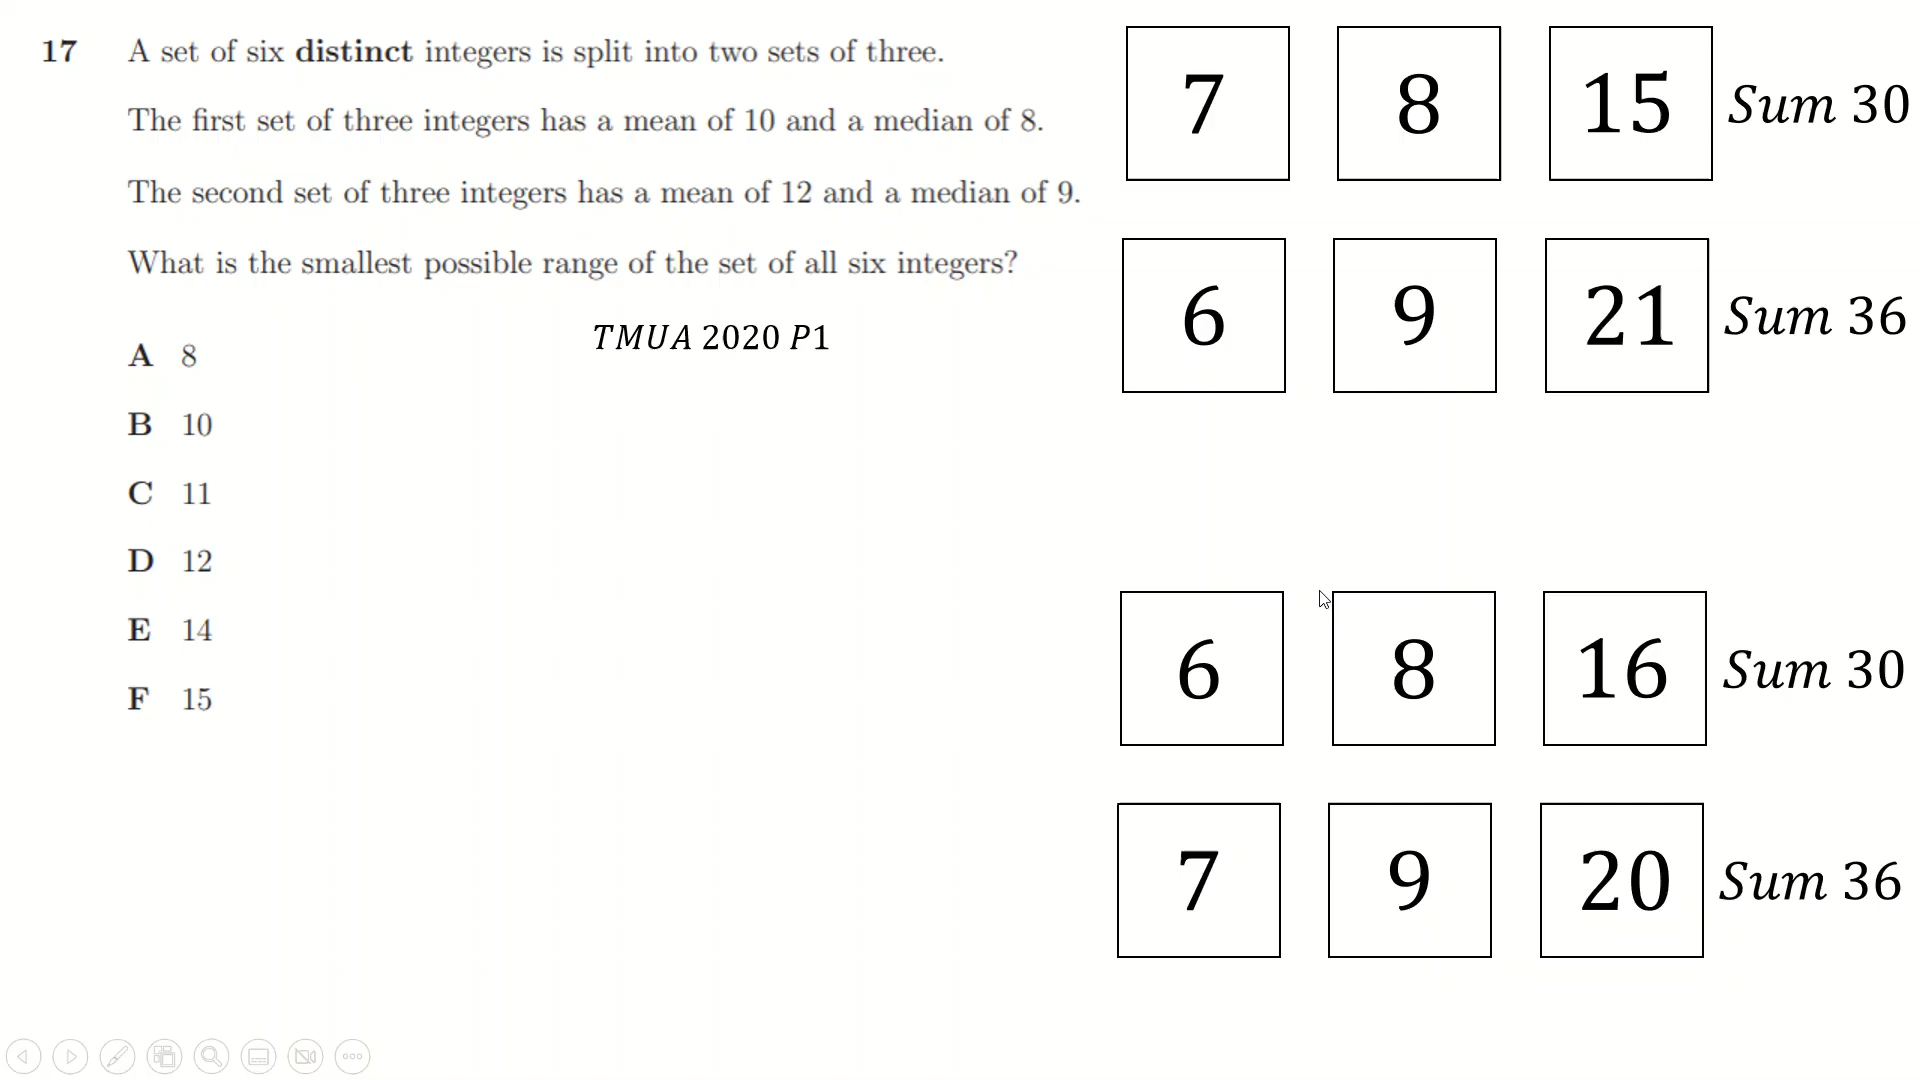 17 A set of six distinct integers is split into two sets of three.
The first set of three integers has a mean of 10 and a median of 8.
The second set of three integers has a mean of 12 and a median of 9.
What is the smallest possible range of the set of all six integers?
TMUA 2020 P1
A 8
B 10
C 11
D 12
E 14
F 15
7 8 15 Sum 30
6 9 21 Sum 36
6 8 16 Sum 30
7 9 20 Sum 36